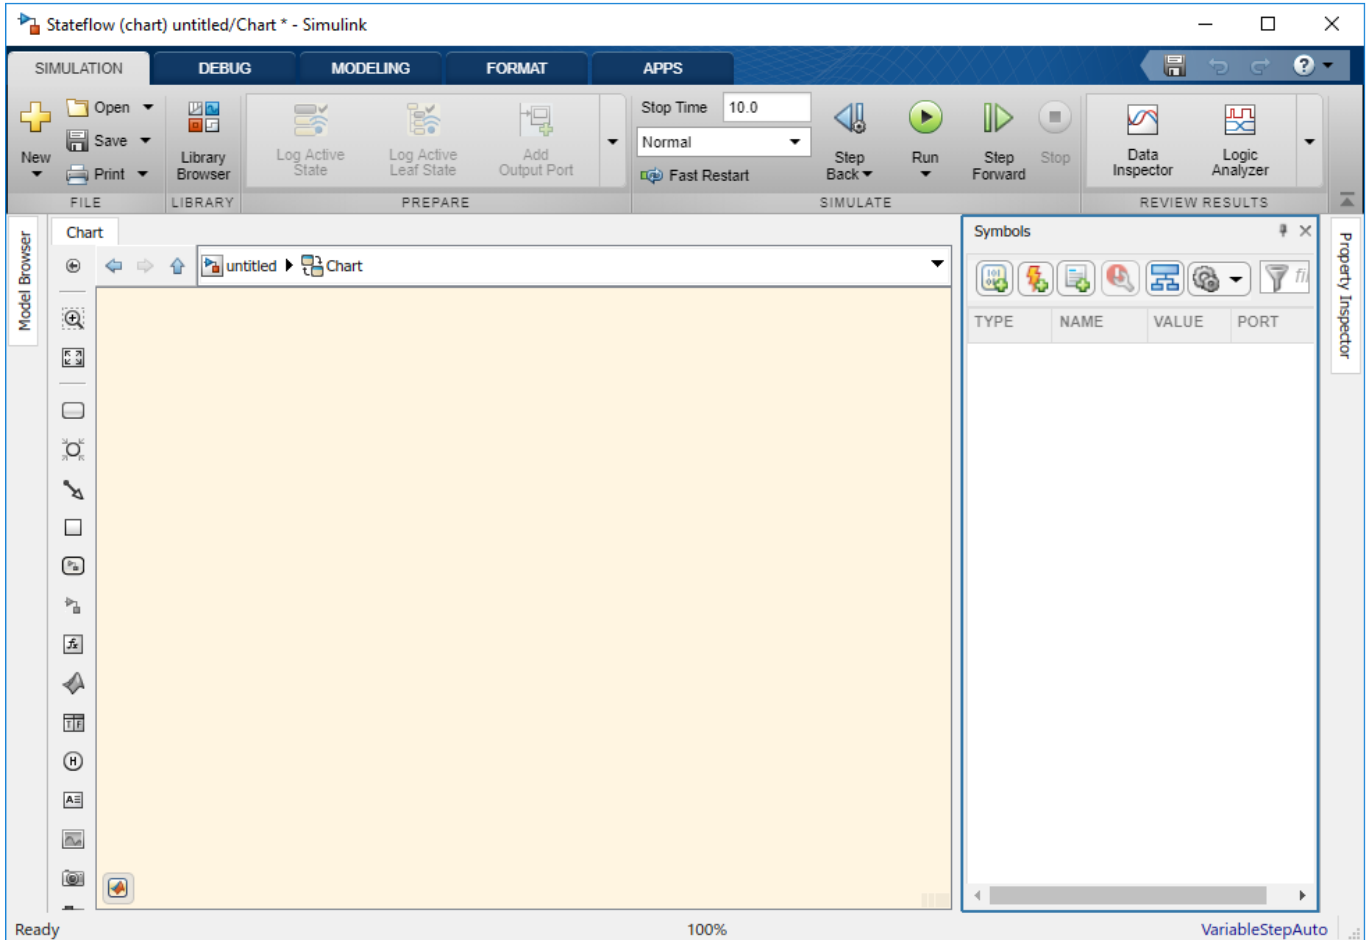 Stateflow (chart) untitled/Chart * - Simulink
SIMULATION DEBUG MODELING FORMAT APPS
New
Open
Save
Print
FILE
Library Browser
LIBRARY
Log Active State
Log Active Leaf State
Add Output Port
PREPARE
Stop Time 10.0
Normal
Fast Restart
Step Back
Run
Step Forward
Stop
SIMULATE
Data Inspector
Logic Analyzer
REVIEW RESULTS
Model Browser
Chart
untitled Chart
Symbols
TYPE NAME VALUE PORT
Property Inspector
Ready
100%
VariableStepAuto